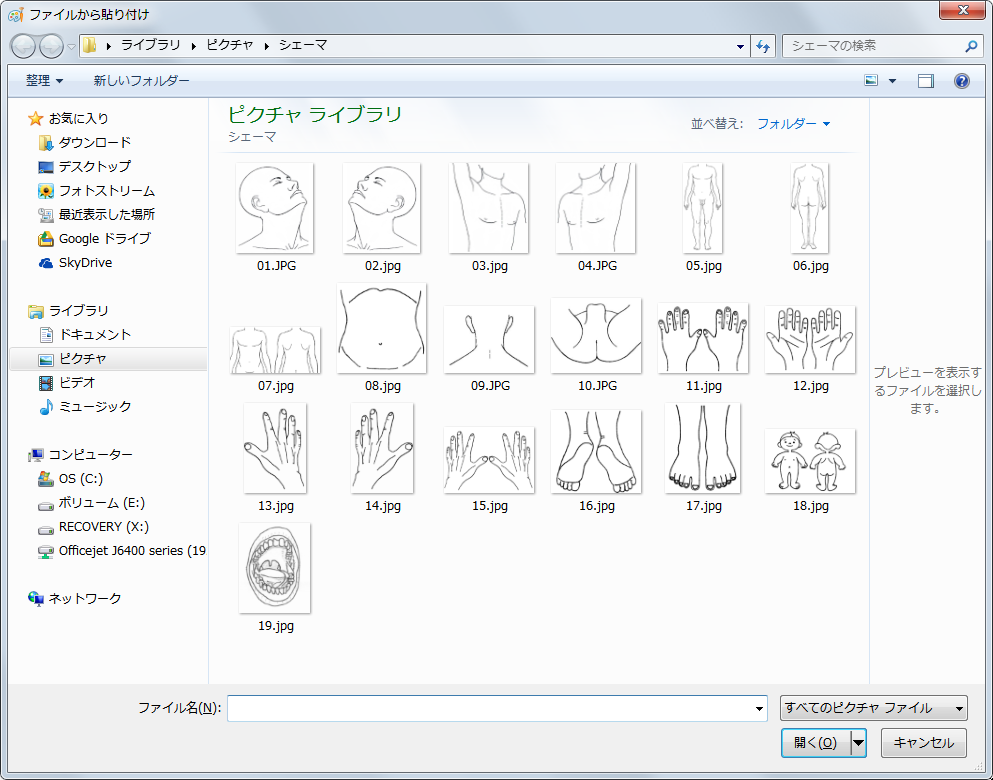 ファイルから貼り付け
ライブラリ ピクチャ シェーマ
シェーマの検索
整理 新しいフォルダー
お気に入り
ダウンロード
デスクトップ
フォトストリーム
最近表示した場所
Google ドライブ
SkyDrive
ライブラリ
ドキュメント
ピクチャ
ビデオ
ミュージック
コンピューター
OS (C:)
ボリューム (E:)
RECOVERY (X:)
Officejet J6400 series (19
ネットワーク
ピクチャ ライブラリ
シェーマ
並べ替え: フォルダー
01.JPG 02.jpg 03.jpg 04.JPG 05.jpg 06.jpg
07.jpg 08.jpg 09.JPG 10.JPG 11.jpg 12.jpg
13.jpg 14.jpg 15.jpg 16.jpg 17.jpg 18.jpg
19.jpg
プレビューを表示す
るファイルを選択し
ます。
ファイル名(N):
すべてのピクチャ ファイル
開く(O) キャンセル